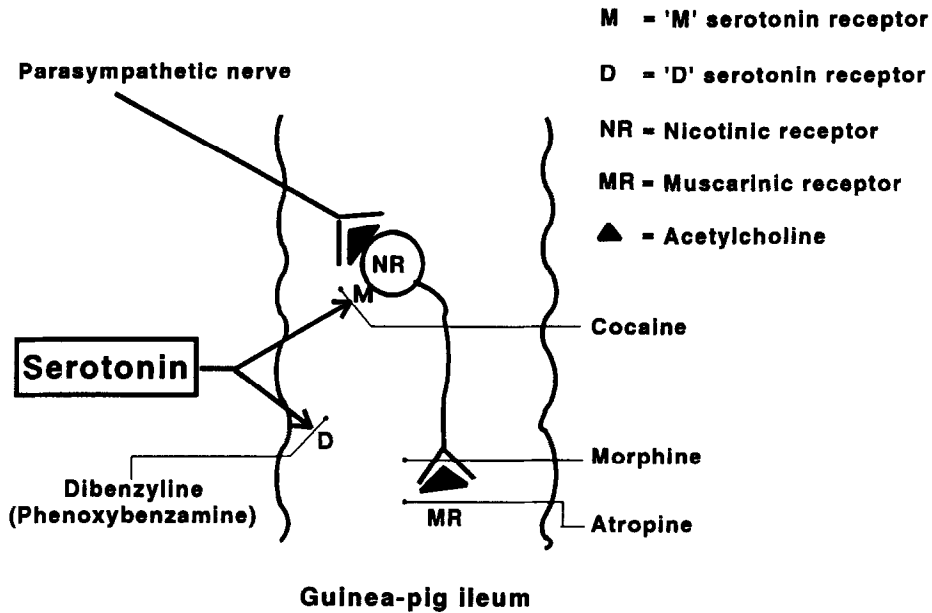 M = 'M' serotonin receptor
Parasympathetic nerve
D = 'D' serotonin receptor
NR = Nicotinic receptor
MR = Muscarinic receptor
= Acetylcholine
NR
M
Cocaine
Serotonin
D
Morphine
Dibenzyline
(Phenoxybenzamine)
MR
Atropine
Guinea-pig ileum